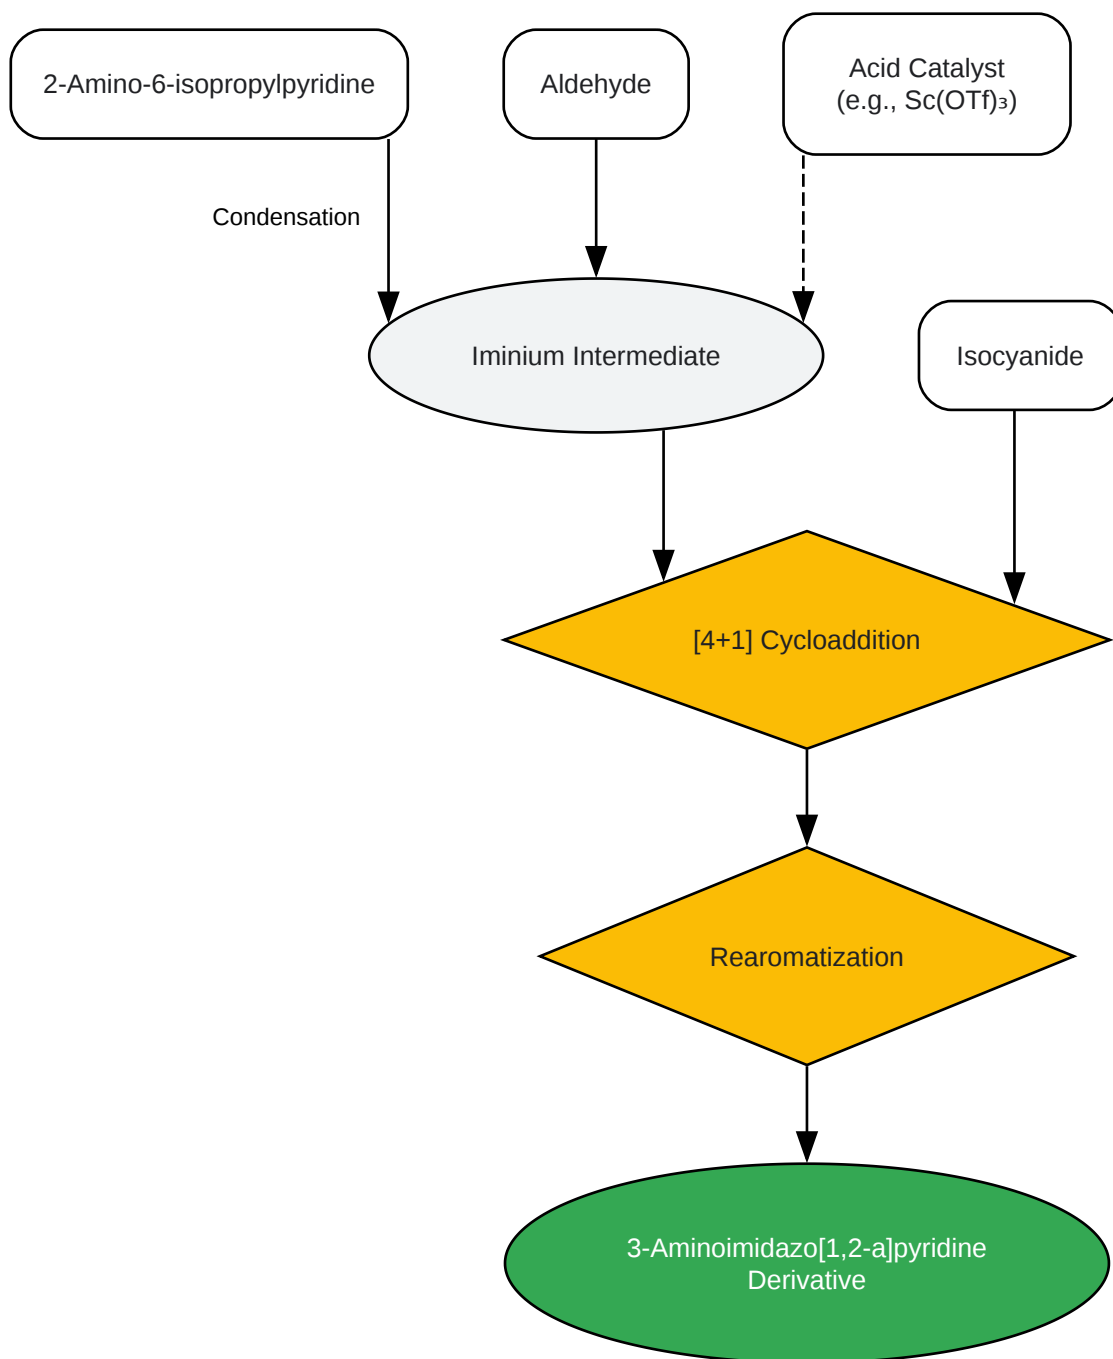 2-Amino-6-isopropylpyridine
Aldehyde
Acid Catalyst
(e.g., Sc(OTf)₃)
Condensation
Iminium Intermediate
Isocyanide
[4+1] Cycloaddition
Rearomatization
3-Aminoimidazo[1,2-a]pyridine
Derivative